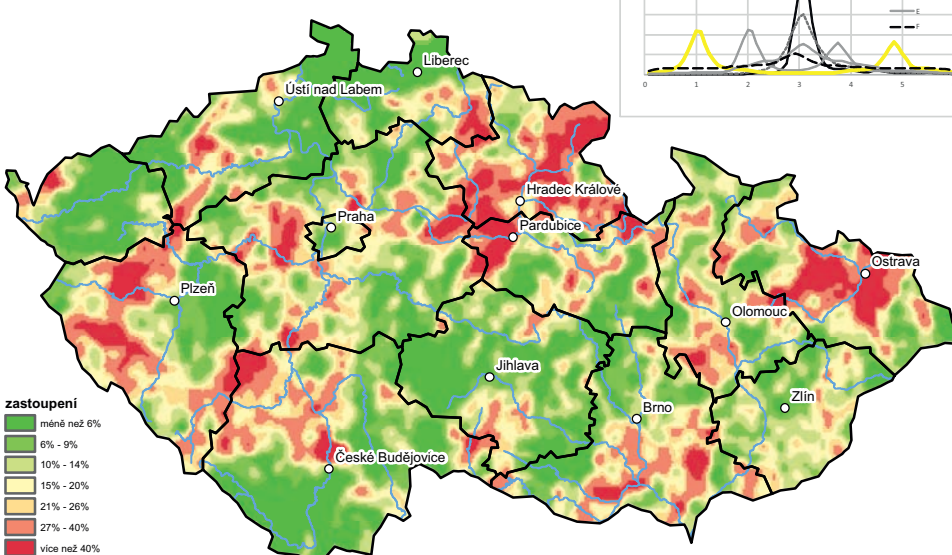 E
F
0 1 2 3 4 5
Liberec
Ústí nad Labem
Hradec Králové
Praha
Pardubice
Ostrava
Plzeň
Olomouc
Jihlava
Zlín
Brno
České Budějovice
zastoupení
méně než 6%
6% - 9%
10% - 14%
15% - 20%
21% - 26%
27% - 40%
více než 40%